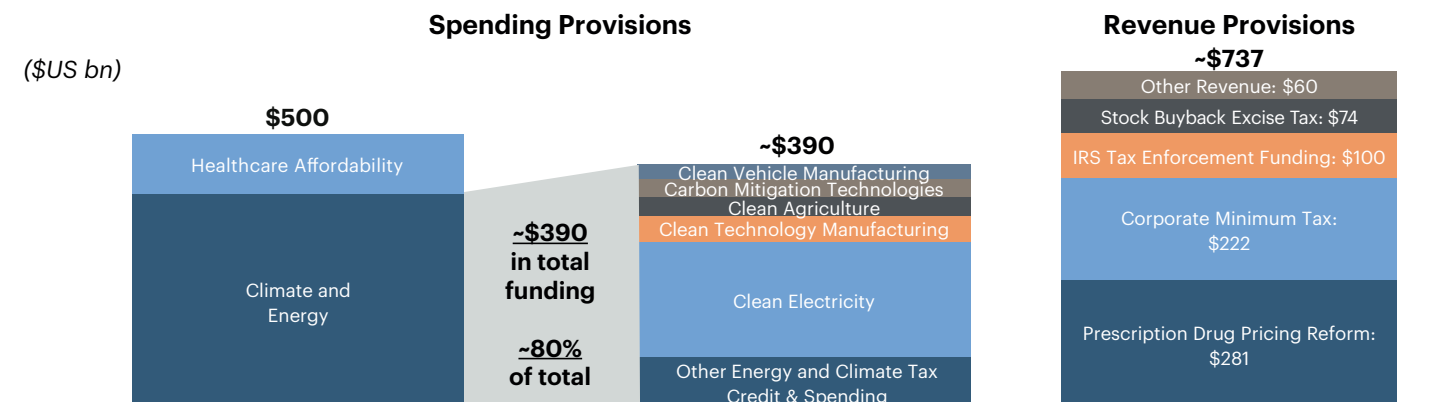 Spending Provisions
Revenue Provisions
~$737
($US bn)
$500
Healthcare Affordability
Climate and
Energy
~$390
in total
funding
~80%
of total
~$390
Clean Vehicle Manufacturing
Carbon Mitigation Technologies
Clean Agriculture
Clean Technology Manufacturing
Clean Electricity
Other Energy and Climate Tax
Credit & Spending
Other Revenue: $60
Stock Buyback Excise Tax: $74
IRS Tax Enforcement Funding: $100
Corporate Minimum Tax:
$222
Prescription Drug Pricing Reform:
$281